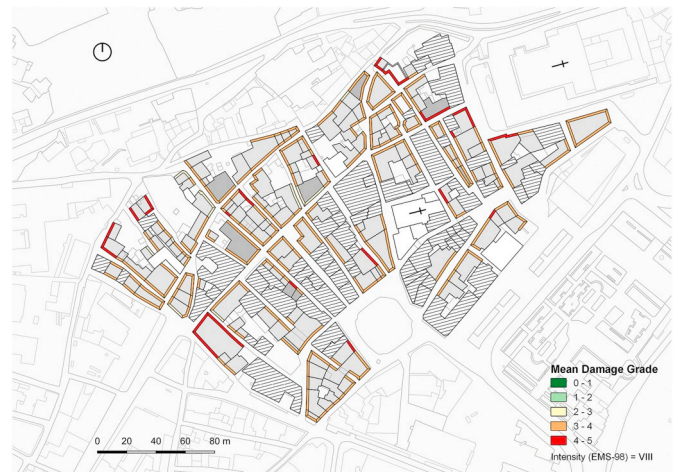 Mean Damage Grade
0 - 1
1 - 2
2 - 3
3 - 4
4 - 5
Intensity (EMS-98) = VIII
0 20 40 60 80 m